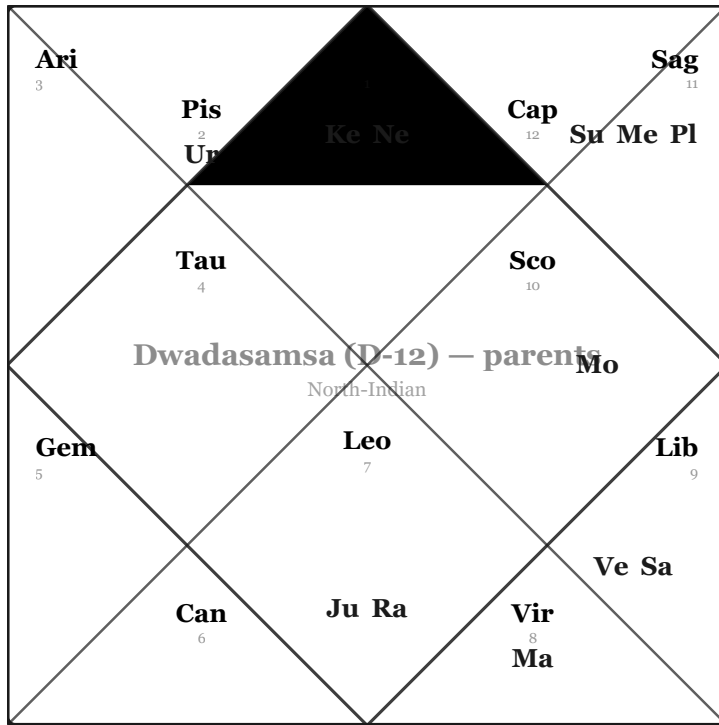 Ari
3
Pis
2
Ur
1
Ke Ne
Cap
12
Sag
11
Su Me Pl
Tau
4
Sco
10
Dwadasamsa (D-12) — parents
Mo
North-Indian
Gem
5
Leo
7
Lib
9
Ve Sa
Can
6
Ju Ra
Vir
8
Ma